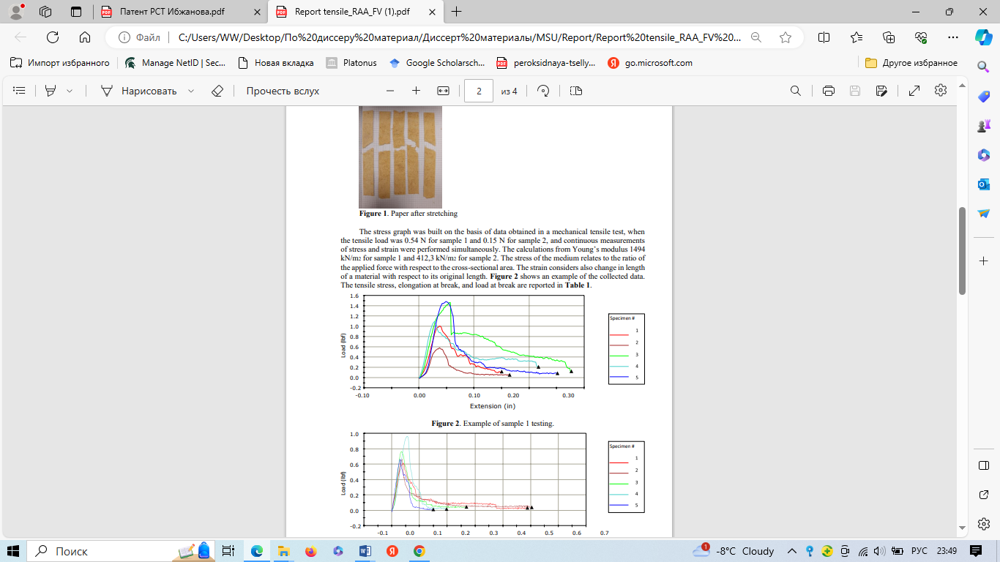 Патент PCT Ибжанова.pdf
Report tensile_RAA_FV (1).pdf
Файл
C:/Users/WW/Desktop/По%20диссеру%20материал/Диссерт%20материалы/MSU/Report/Report%20tensile_RAA_FV%20...
Импорт избранного
Manage NetID | Sec...
Новая вкладка
Platonus
Google Scholarsch...
peroksidnaya-tselly...
go.microsoft.com
Другое избранное
Нарисовать
Прочесть вслух
2
из 4
Figure 1. Paper after stretching
The stress graph was built on the basis of data obtained in a mechanical tensile test, when
the tensile load was 0.54 N for sample 1 and 0.15 N for sample 2, and continuous measurements
of stress and strain were performed simultaneously. The calculations from Young's modulus 1494
kN/m2 for sample 1 and 412,3 kN/m2 for sample 2. The stress of the medium relates to the ratio of
the applied force with respect to the cross-sectional area. The strain considers also change in length
of a material with respect to its original length. Figure 2 shows an example of the collected data.
The tensile stress, elongation at break, and load at break are reported in Table 1.
1.6
1.4
1.2
1.0
0.8
0.6
0.4
0.2
0.0
-0.2
Load (lbf)
-0.10 0.00 0.10 0.20 0.30
Extension (in)
Specimen #
1
2
3
4
5
Figure 2. Example of sample 1 testing.
1.0
0.8
0.6
0.4
0.2
0.0
-0.2
Load (lbf)
-0.1 0.0 0.1 0.2 0.3 0.4 0.5 0.6 0.7
Specimen #
1
2
3
4
5
Поиск
1
-8°C Cloudy
РУС
23:49